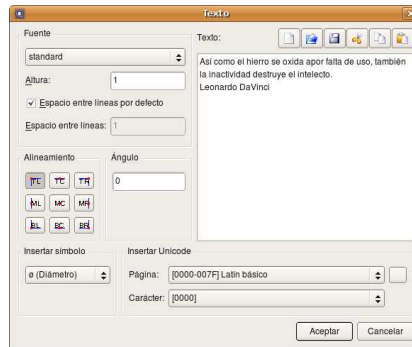 Texto
Fuente
standard
Altura:
1
Espacio entre líneas por defecto
Espacio entre líneas:
1
Alineamiento
TL TC TR
ML MC MR
BL BC BR
Ángulo
0
Texto:
Así como el hierro se oxida apor falta de uso, también
la inactividad destruye el intelecto.
Leonardo DaVinci
Insertar símbolo
ø (Diámetro)
Insertar Unicode
Página: [0000-007F] Latin básico
Carácter: [0000]
Aceptar Cancelar